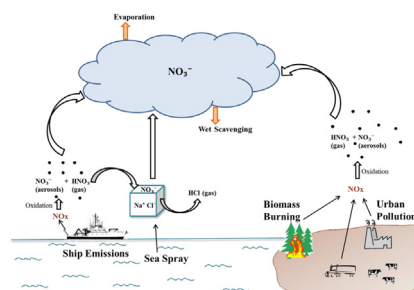 Evaporation
NO₃⁻
Wet Scavenging
NO₃⁻ + HNO₃
(aerosols) (gas)
Oxidation
NOx
Ship Emissions
NO₃
Na⁺ Cl⁻
Sea Spray
HCl (gas)
HNO₃ + NO₃⁻
(gas) (aerosols)
Oxidation
NOx
Biomass
Burning
Urban
Pollution